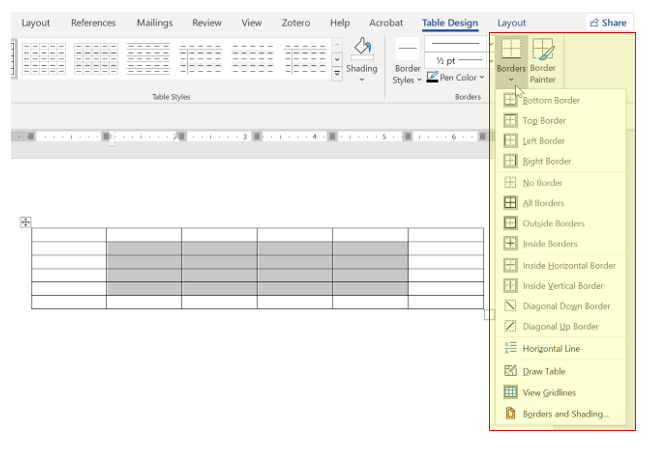 Layout References Mailings Review View Zotero Help Acrobat Table Design Layout Share
½ pt
Shading Border Styles Pen Color Borders Border Painter
Table Styles Borders
2 3 4 5 6
Bottom Border
Top Border
Left Border
Right Border
No Border
All Borders
Outside Borders
Inside Borders
Inside Horizontal Border
Inside Vertical Border
Diagonal Down Border
Diagonal Up Border
Horizontal Line
Draw Table
View Gridlines
Borders and Shading...